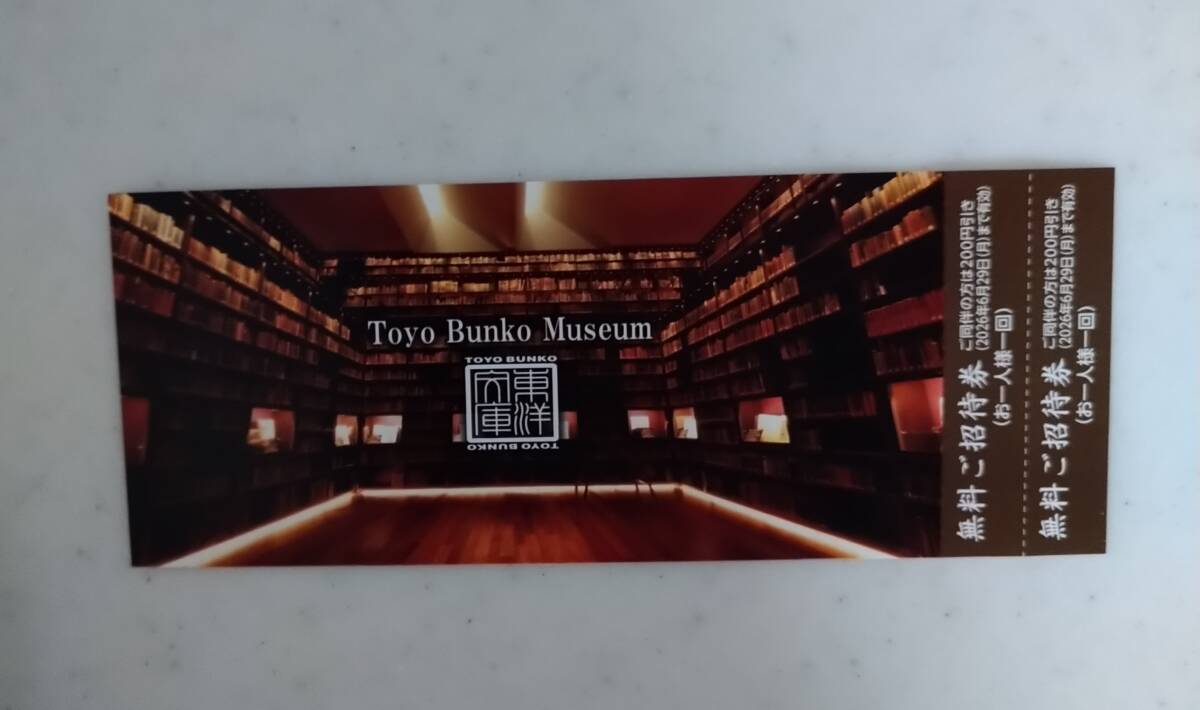 Toyo Bunko Museum
TOYO BUNKO
東洋
文庫
TOYO BUNKO
無料ご招待券 ご同伴の方は200円引き
(2026年6月29日(月)まで有効)
(お一人様一回)
無料ご招待券 ご同伴の方は200円引き
(2026年6月29日(月)まで有効)
(お一人様一回)